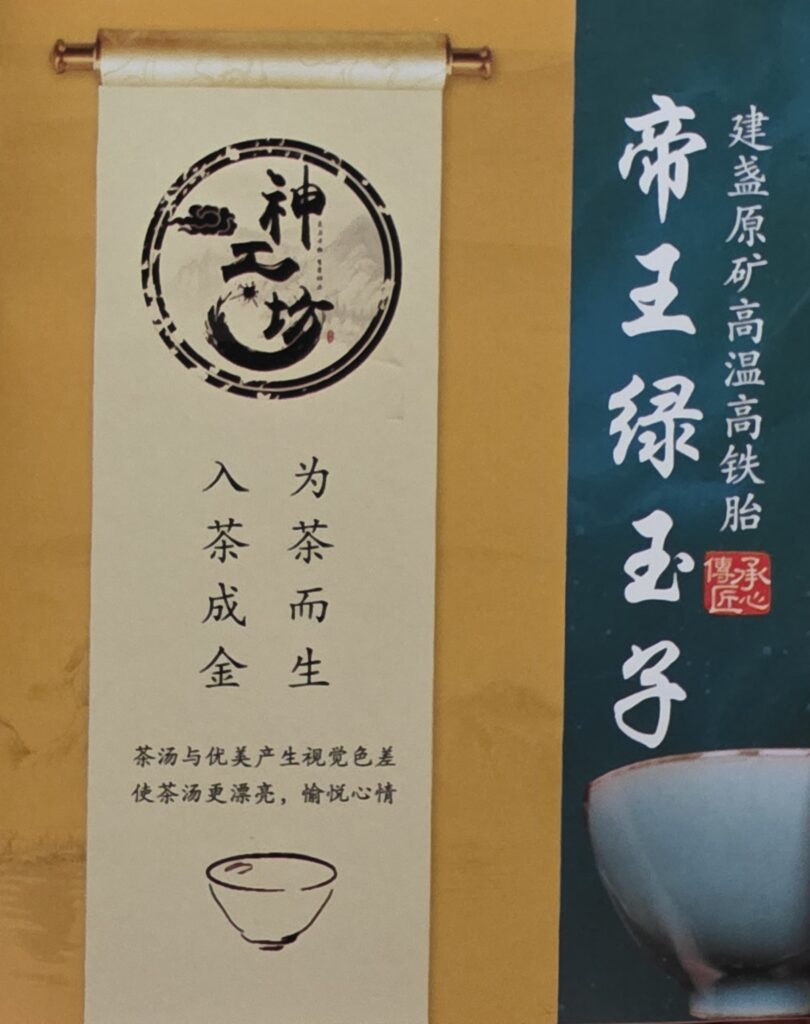 神工坊
为茶而生
入茶成金
茶汤与优美产生视觉色差
使茶汤更漂亮，愉悦心情
建盏原矿高温高铁胎
帝王绿玉子
承心
傳匠